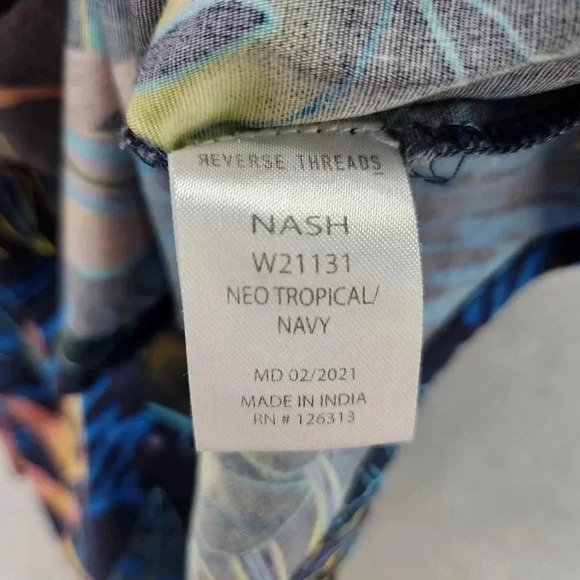 REVERSE THREADS
NASH
W21131
NEO TROPICAL/
NAVY
MD 02/2021
MADE IN INDIA
RN # 126313